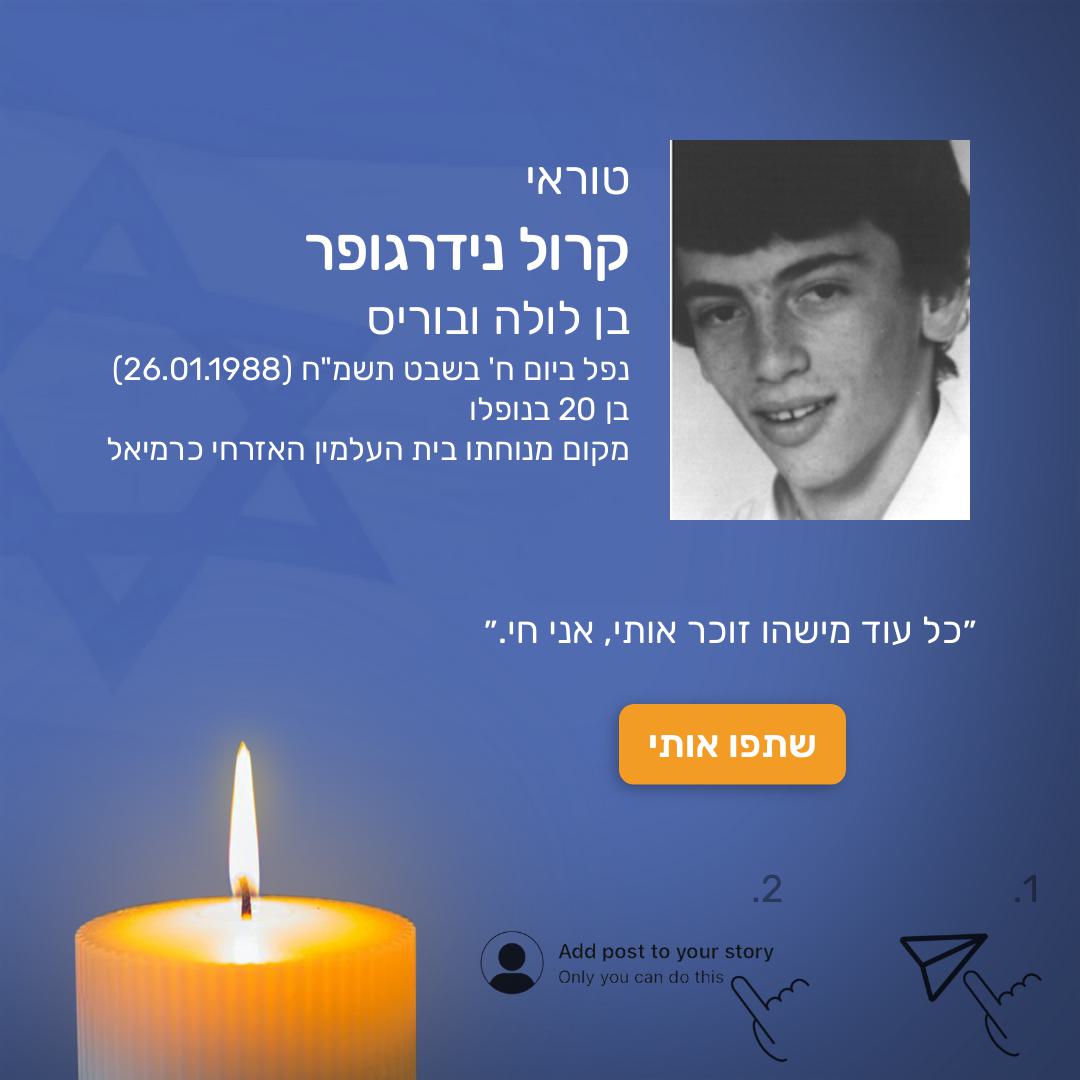 טוראי
קרול נידרגופר
בן לולה ובוריס
נפל ביום ח' בשבט תשמ"ח (26.01.1988)
בן 20 בנופלו
מקום מנוחתו בית העלמין האזרחי כרמיאל
״כל עוד מישהו זוכר אותי, אני חי.״
שתפו אותי
1.
2.
Add post to your story
Only you can do this